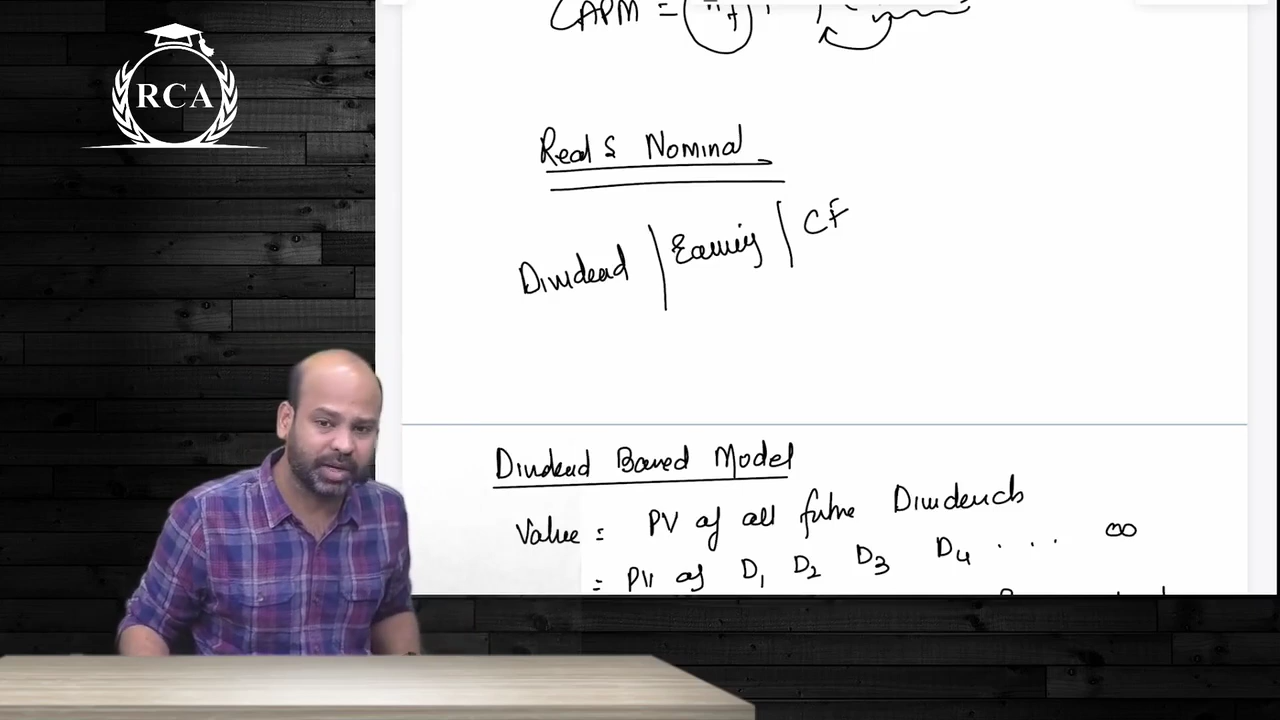 RCA
CAPM =
Real & Nominal
Dividend | Earning | CF
Dividend Based Model
Value = PV of all future Dividends
= PV of D1 D2 D3 D4 . . . ∞